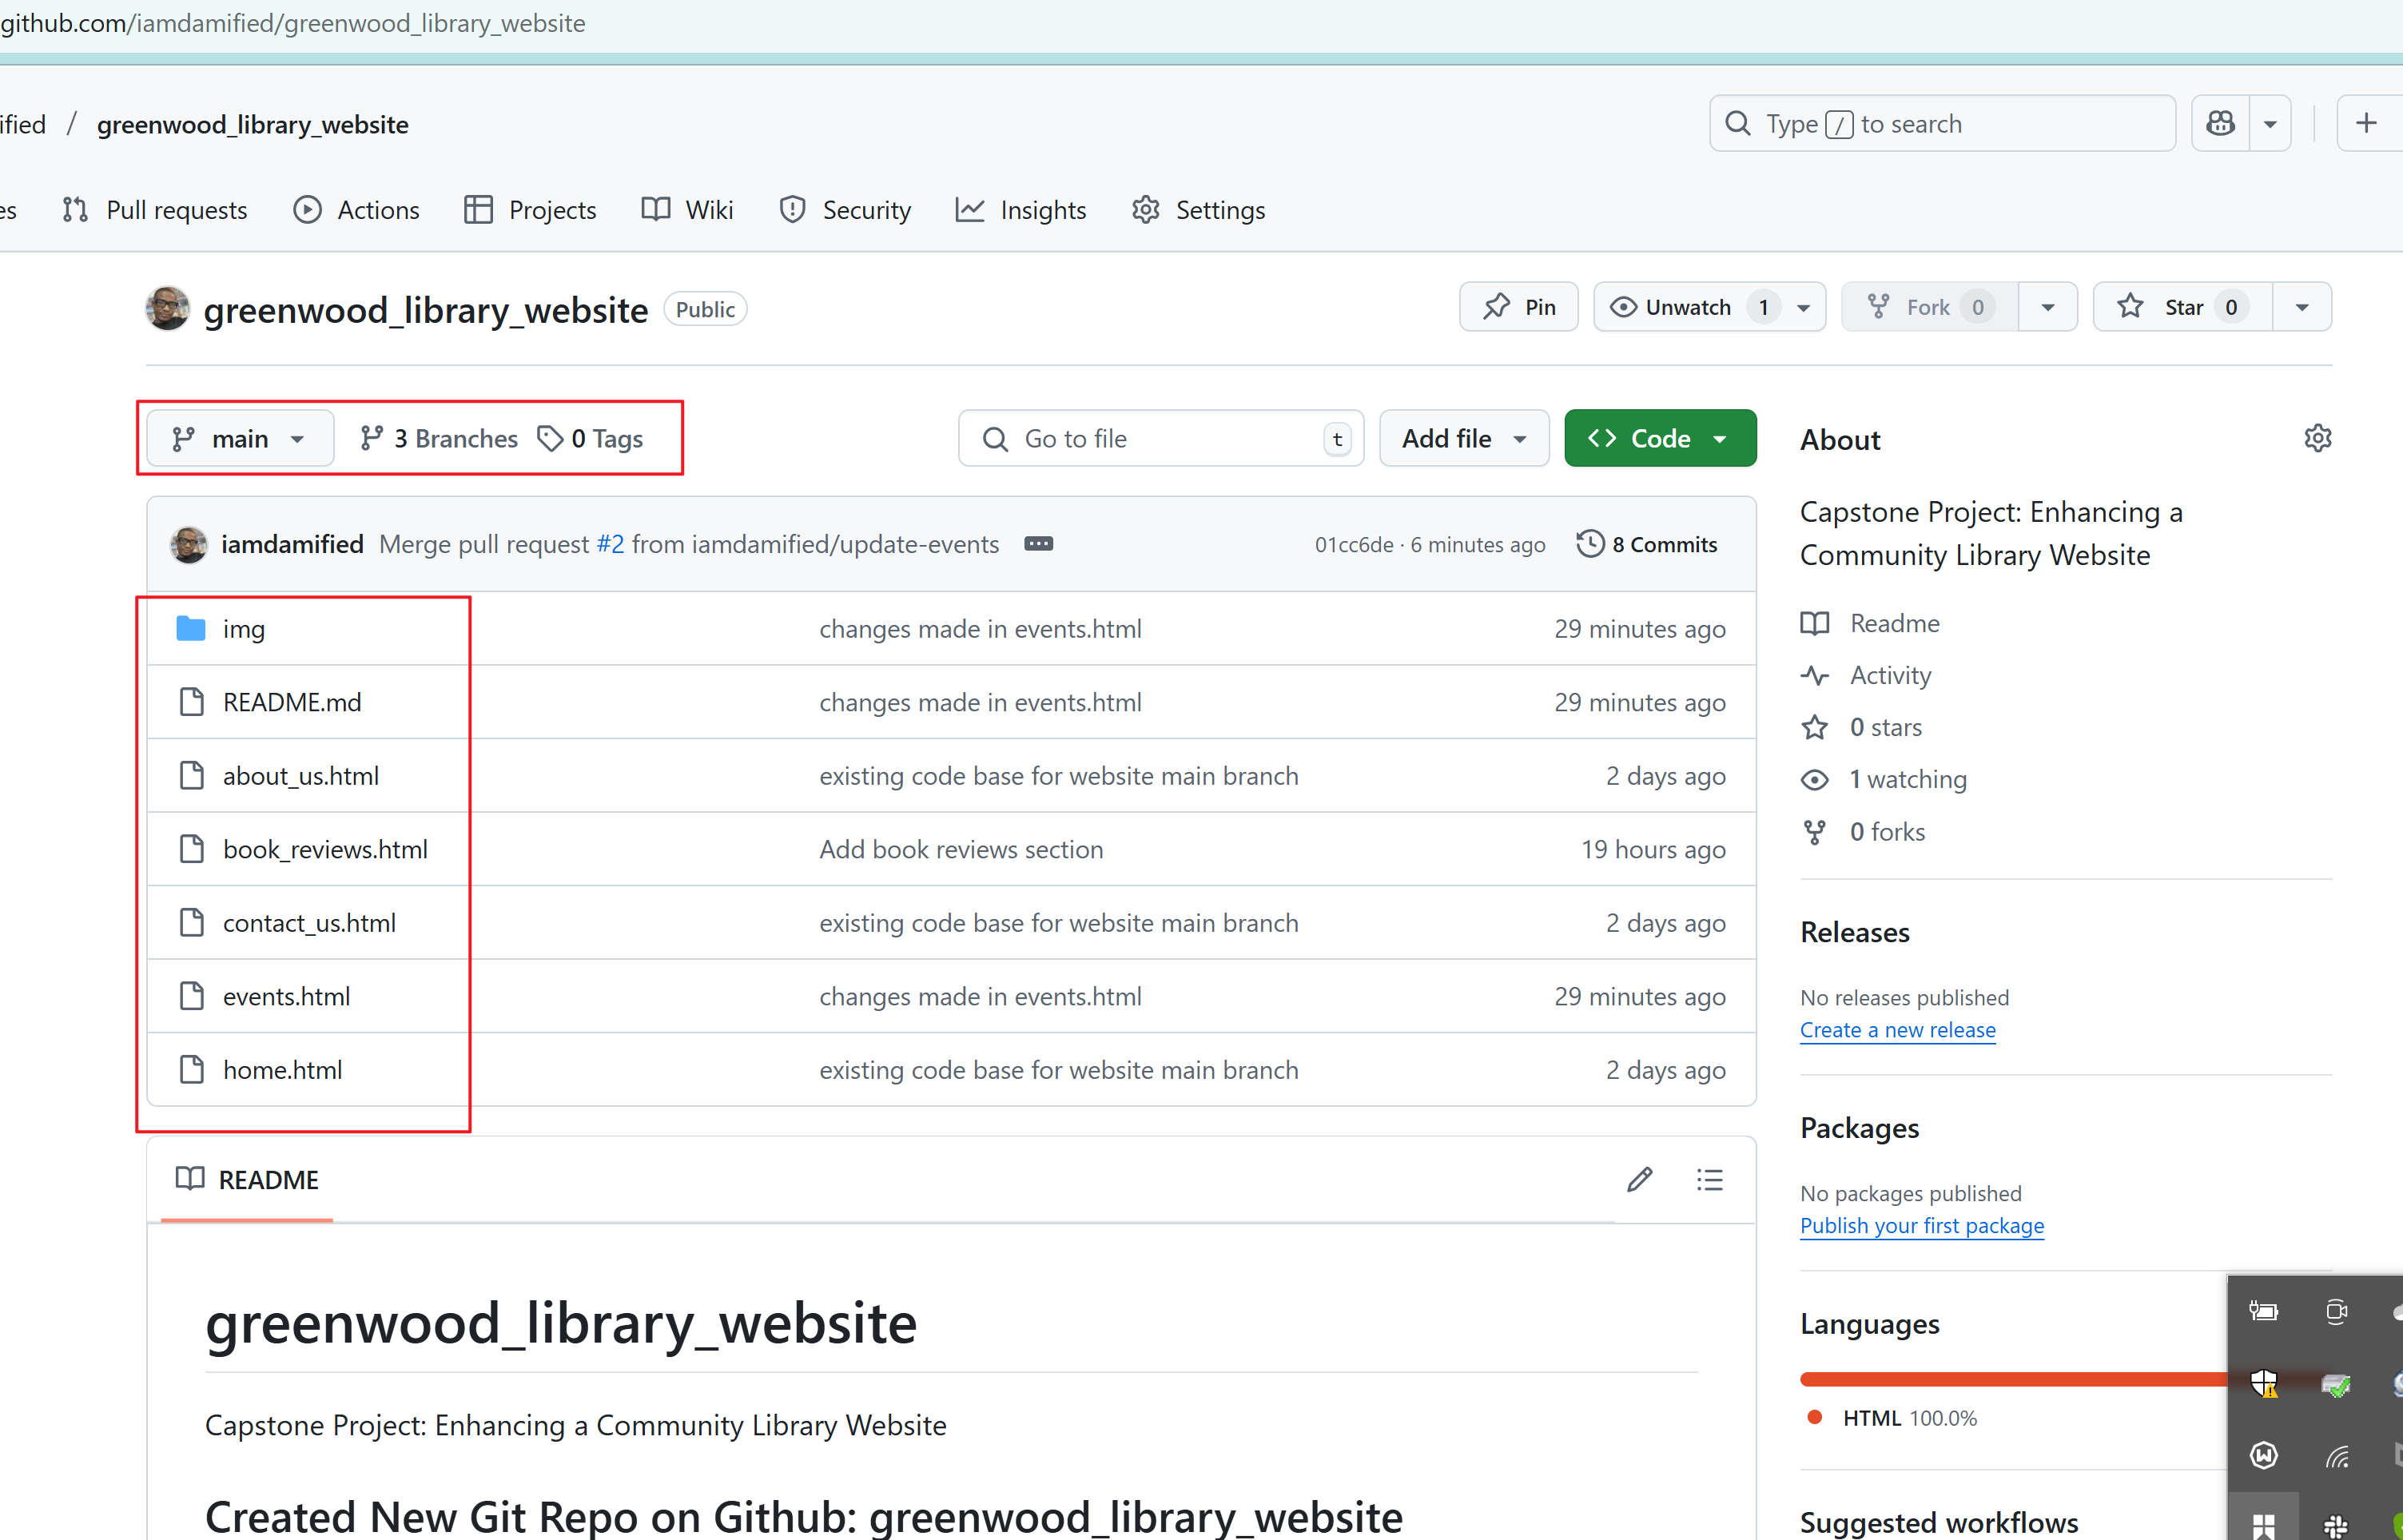 github.com/iamdamified/greenwood_library_website
ified / greenwood_library_website
Type / to search
es Pull requests Actions Projects Wiki Security Insights Settings
greenwood_library_website Public
Pin Unwatch 1 Fork 0 Star 0
main 3 Branches 0 Tags
Go to file t Add file Code
iamdamified Merge pull request #2 from iamdamified/update-events
01cc6de · 6 minutes ago 8 Commits
img changes made in events.html 29 minutes ago
README.md changes made in events.html 29 minutes ago
about_us.html existing code base for website main branch 2 days ago
book_reviews.html Add book reviews section 19 hours ago
contact_us.html existing code base for website main branch 2 days ago
events.html changes made in events.html 29 minutes ago
home.html existing code base for website main branch 2 days ago
README
greenwood_library_website
Capstone Project: Enhancing a Community Library Website
Created New Git Repo on Github: greenwood_library_website
About
Capstone Project: Enhancing a
Community Library Website
Readme
Activity
0 stars
1 watching
0 forks
Releases
No releases published
Create a new release
Packages
No packages published
Publish your first package
Languages
HTML 100.0%
Suggested workflows